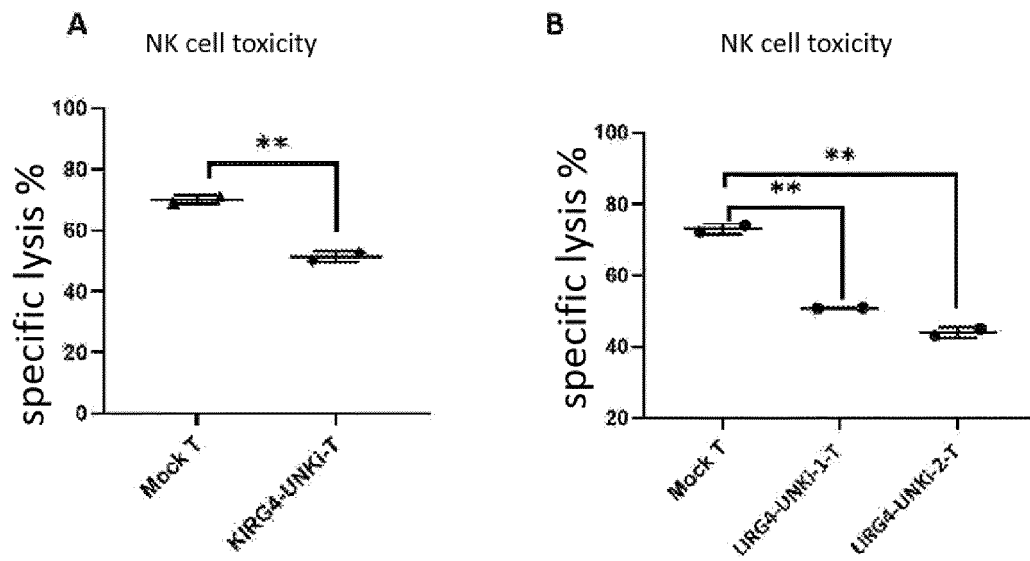 A
NK cell toxicity
specific lysis %
100
80
60
40
20
0
**
Mock T
KIRG4-UNKi-T
B
NK cell toxicity
specific lysis %
100
80
60
40
20
**
**
Mock T
LIRG4-UNKi-1-T
LIRG4-UNKi-2-T